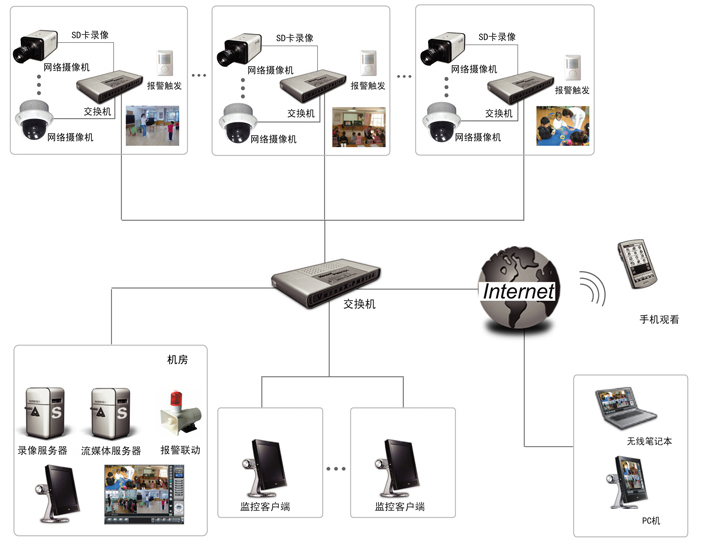 SD卡录像
网络摄像机
报警触发
交换机
网络摄像机
SD卡录像
网络摄像机
报警触发
交换机
网络摄像机
SD卡录像
网络摄像机
报警触发
交换机
网络摄像机
交换机
Internet
手机观看
机房
录像服务器
流媒体服务器
报警联动
监控客户端
监控客户端
无线笔记本
PC机